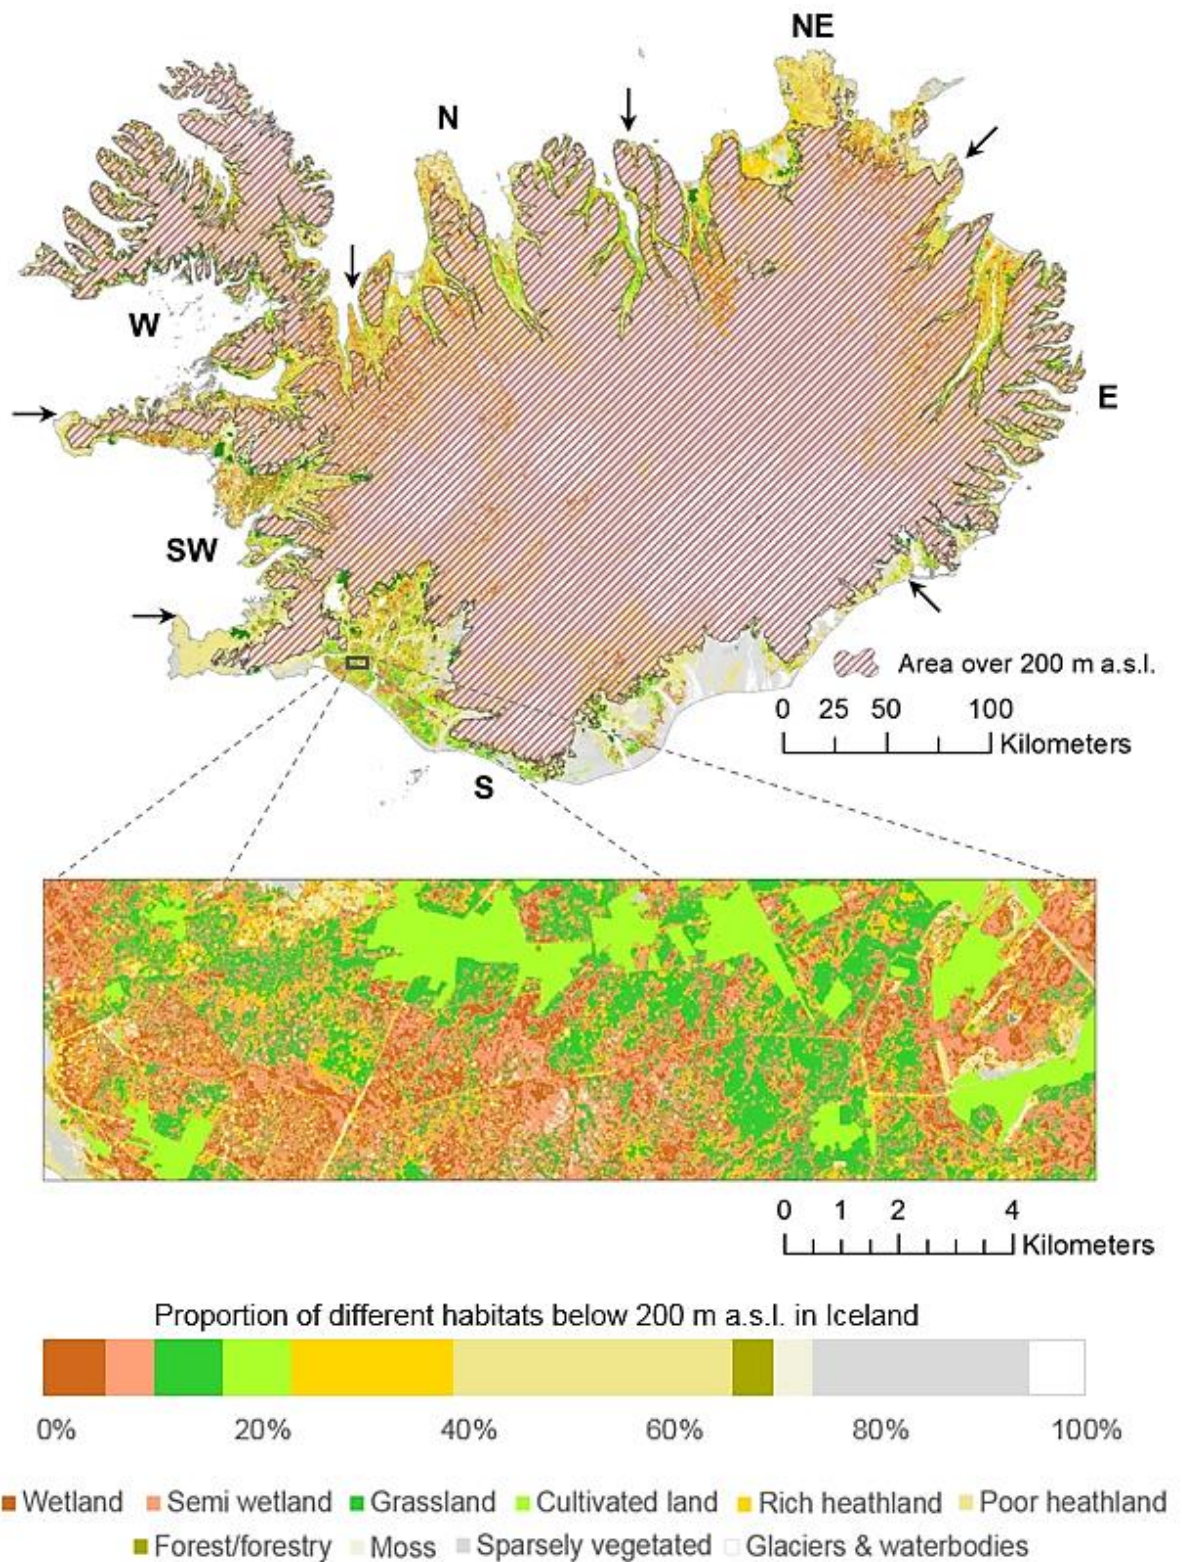 NE
N
W
E
SW
S
Area over 200 m a.s.l.
0 25 50 100
Kilometers
0 1 2 4
Kilometers
Proportion of different habitats below 200 m a.s.l. in Iceland
0% 20% 40% 60% 80% 100%
Wetland Semi wetland Grassland Cultivated land Rich heathland Poor heathland
Forest/forestry Moss Sparsely vegetated Glaciers & waterbodies